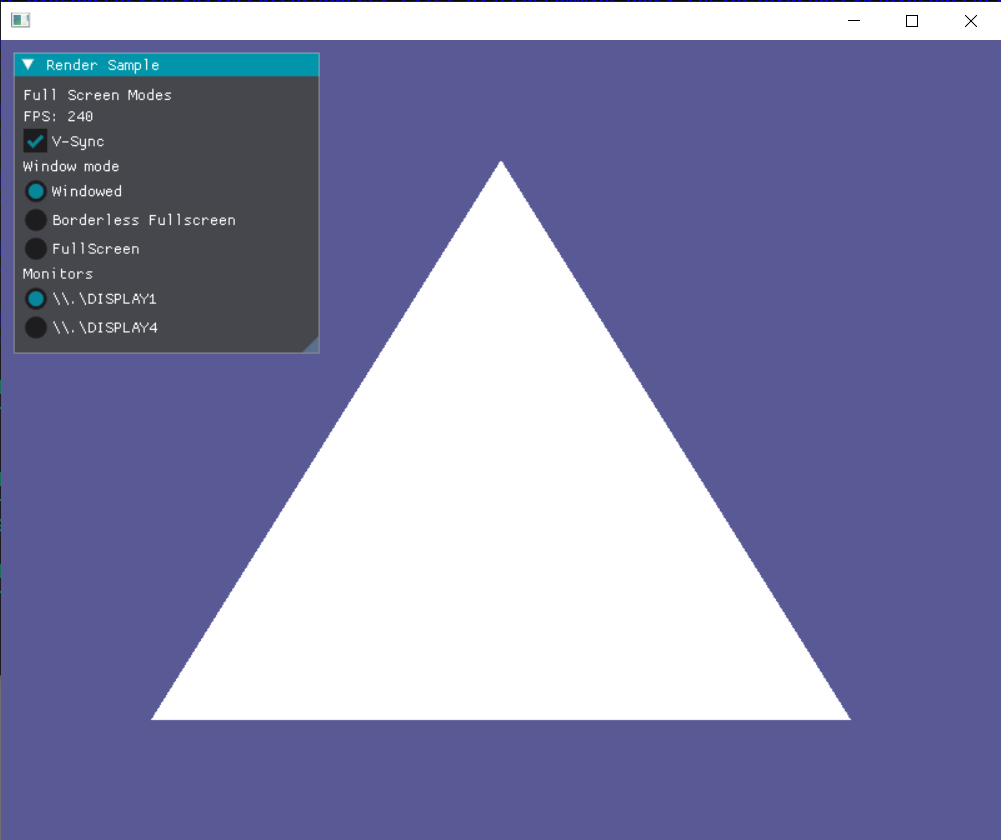 Render Sample
Full Screen Modes
FPS: 240
V-Sync
Window mode
Windowed
Borderless Fullscreen
FullScreen
Monitors
\\.\DISPLAY1
\\.\DISPLAY4